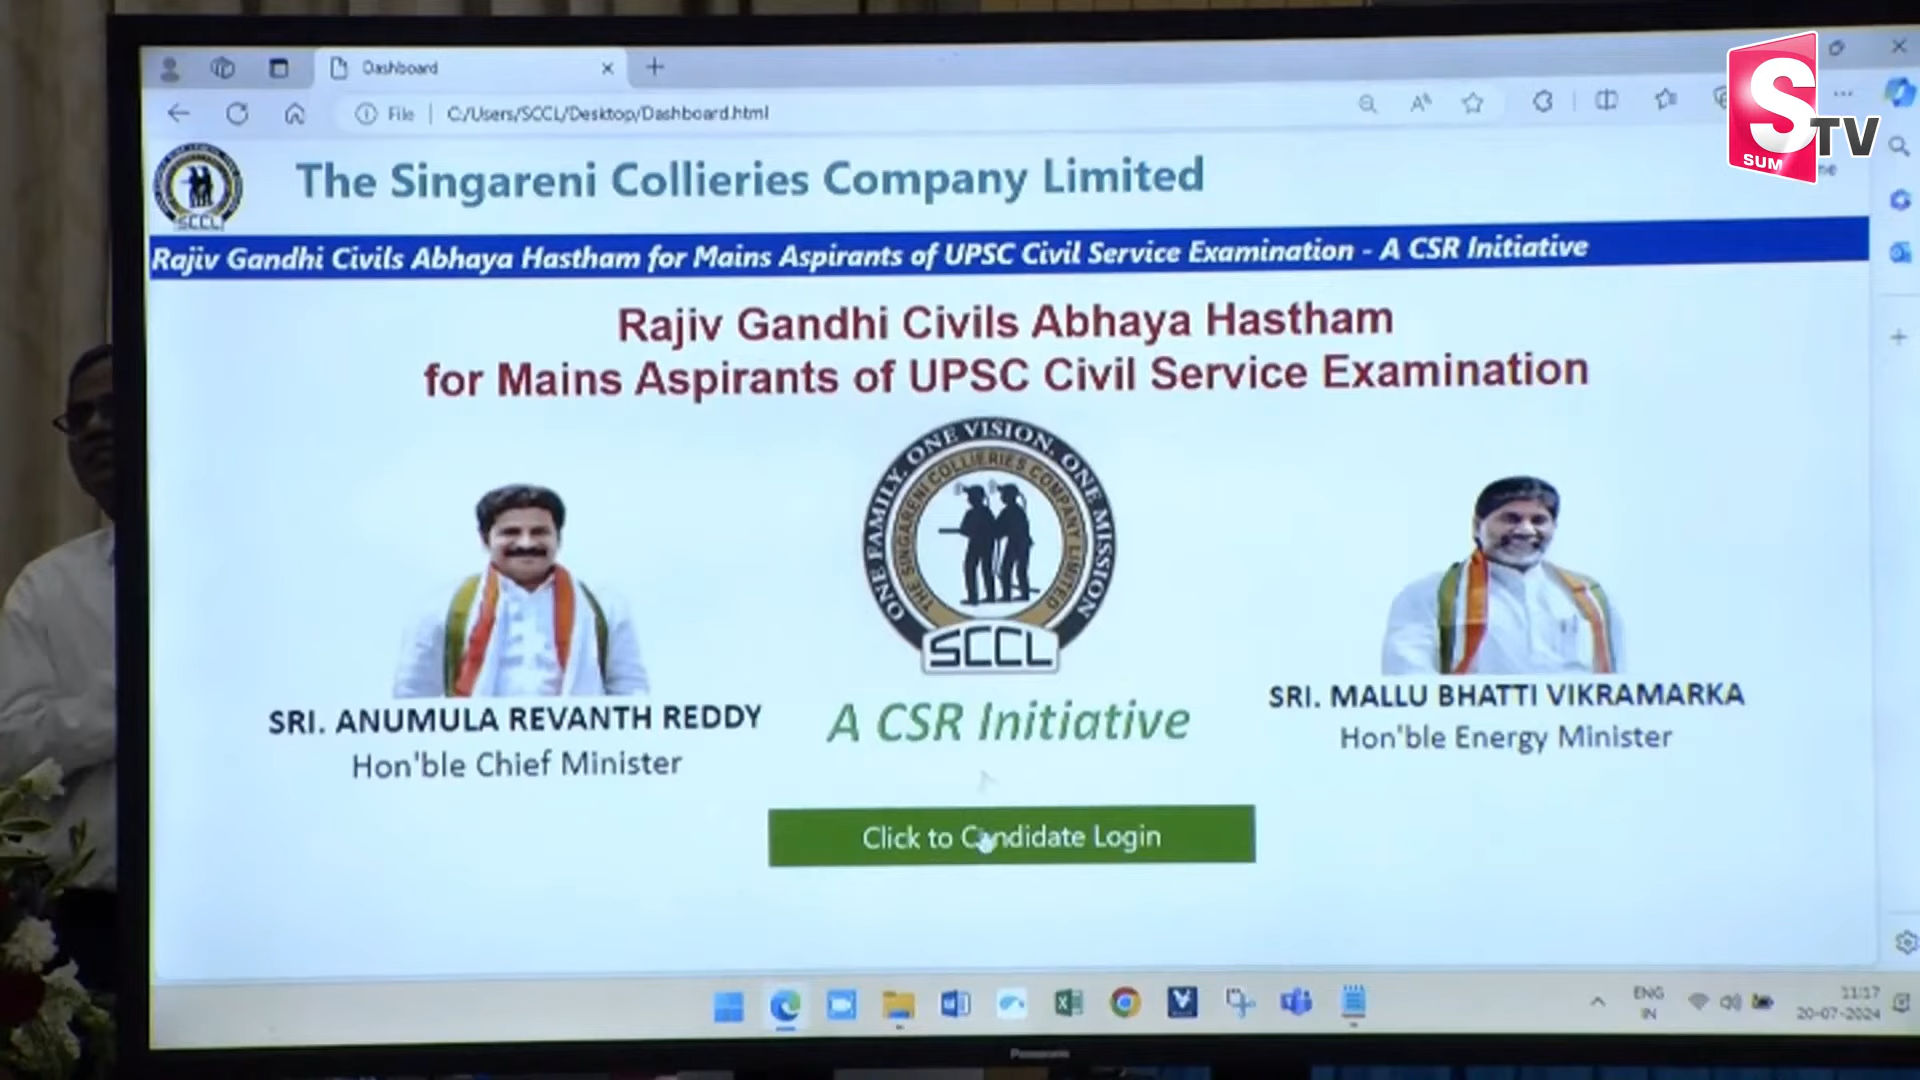 Dashboard
File
C:/Users/SCCL/Desktop/Dashboard.html
S
SUM
TV
SCCL
The Singareni Collieries Company Limited
Rajiv Gandhi Civils Abhaya Hastham for Mains Aspirants of UPSC Civil Service Examination - A CSR Initiative
Rajiv Gandhi Civils Abhaya Hastham
for Mains Aspirants of UPSC Civil Service Examination
ONE FAMILY, ONE VISION, ONE MISSION
THE SINGARENI COLLIERIES COMPANY LIMITED
SCCL
SRI. ANUMULA REVANTH REDDY
Hon'ble Chief Minister
A CSR Initiative
SRI. MALLU BHATTI VIKRAMARKA
Hon'ble Energy Minister
Click to Candidate Login
ENG
IN
11:17
20-07-2024
Panasonic